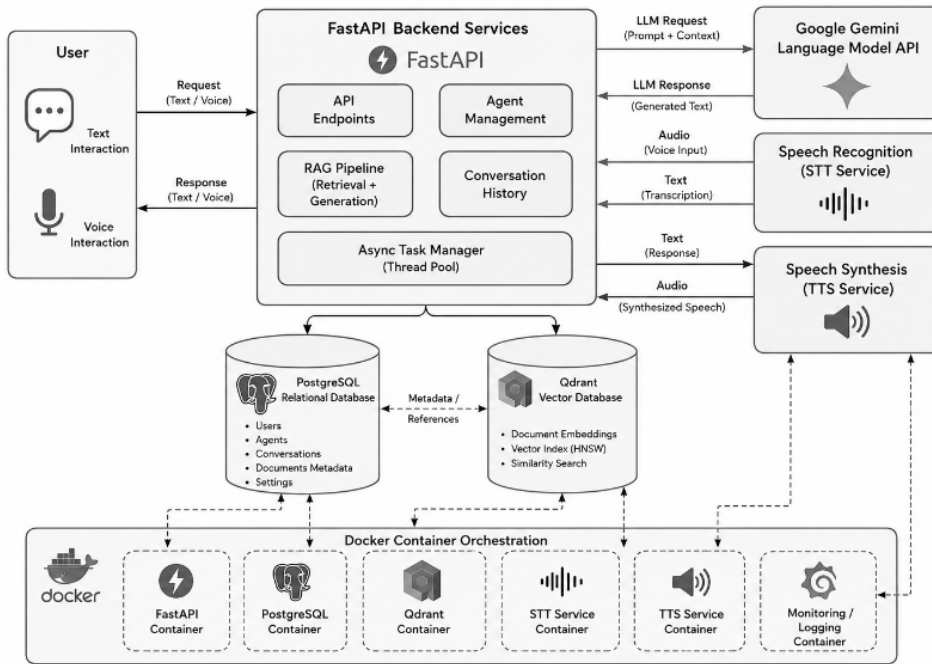 User
Text
Interaction
Voice
Interaction
Request
(Text / Voice)
Response
(Text / Voice)
FastAPI Backend Services
FastAPI
API
Endpoints
Agent
Management
RAG Pipeline
(Retrieval +
Generation)
Conversation
History
Async Task Manager
(Thread Pool)
LLM Request
(Prompt + Context)
LLM Response
(Generated Text)
Audio
(Voice Input)
Text
(Transcription)
Text
(Response)
Audio
(Synthesized Speech)
Google Gemini
Language Model API
Speech Recognition
(STT Service)
Speech Synthesis
(TTS Service)
PostgreSQL
Relational Database
• Users
• Agents
• Conversations
• Documents Metadata
• Settings
Metadata /
References
Qdrant
Vector Database
• Document Embeddings
• Vector Index (HNSW)
• Similarity Search
Docker Container Orchestration
docker
FastAPI
Container
PostgreSQL
Container
Qdrant
Container
STT Service
Container
TTS Service
Container
Monitoring /
Logging
Container